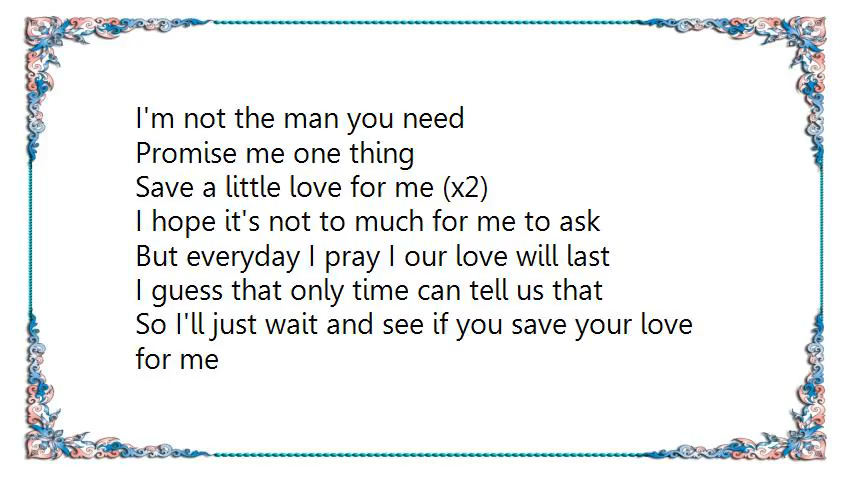 I'm not the man you need
Promise me one thing
Save a little love for me (x2)
I hope it's not to much for me to ask
But everyday I pray I our love will last
I guess that only time can tell us that
So I'll just wait and see if you save your love
for me